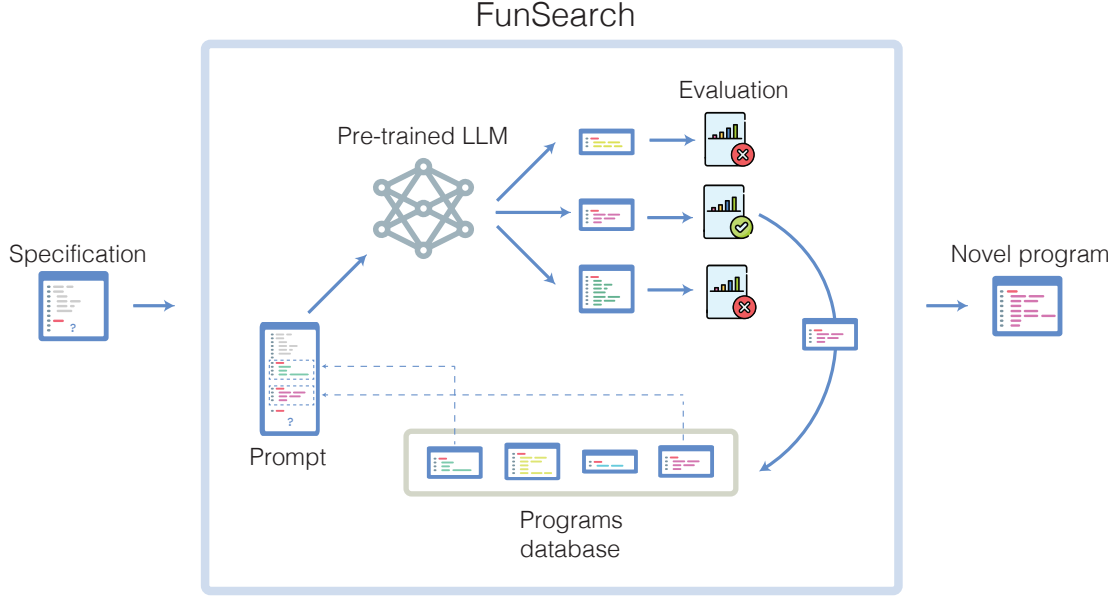 FunSearch
Evaluation
Pre-trained LLM
Specification
?
Novel program
?
Prompt
Programs
database